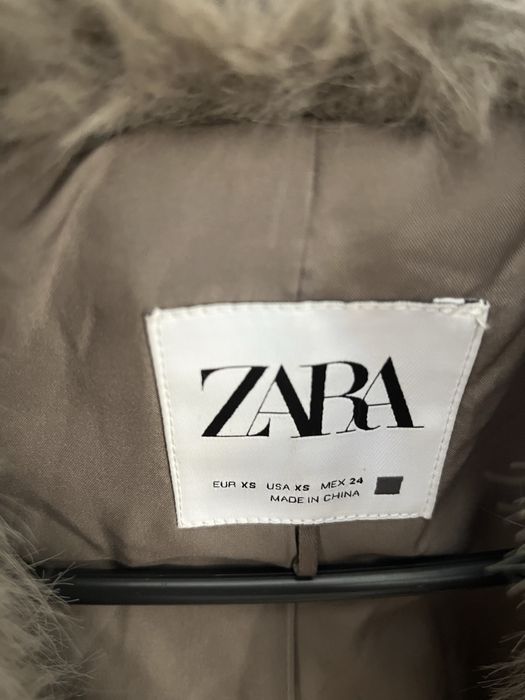 ZARA
EUR XS USA XS MEX 24
MADE IN CHINA